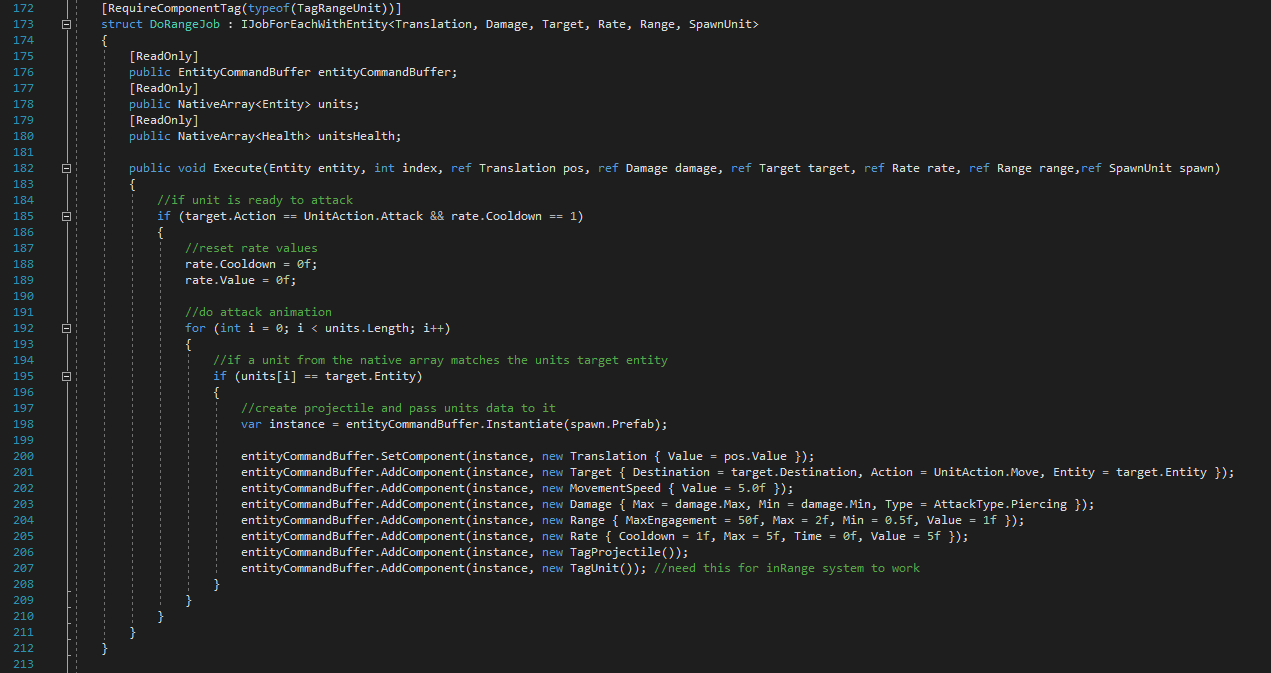 172 [RequireComponentTag(typeof(TagRangeUnit))]
173 struct DoRangeJob : IJobForEachWithEntity<Translation, Damage, Target, Rate, Range, SpawnUnit>
174 {
175 [ReadOnly]
176 public EntityCommandBuffer entityCommandBuffer;
177 [ReadOnly]
178 public NativeArray<Entity> units;
179 [ReadOnly]
180 public NativeArray<Health> unitsHealth;
181
182 public void Execute(Entity entity, int index, ref Translation pos, ref Damage damage, ref Target target, ref Rate rate, ref Range range,ref SpawnUnit spawn)
183 {
184 //if unit is ready to attack
185 if (target.Action == UnitAction.Attack && rate.Cooldown == 1)
186 {
187 //reset rate values
188 rate.Cooldown = 0f;
189 rate.Value = 0f;
190
191 //do attack animation
192 for (int i = 0; i < units.Length; i++)
193 {
194 //if a unit from the native array matches the units target entity
195 if (units[i] == target.Entity)
196 {
197 //create projectile and pass units data to it
198 var instance = entityCommandBuffer.Instantiate(spawn.Prefab);
199
200 entityCommandBuffer.SetComponent(instance, new Translation { Value = pos.Value });
201 entityCommandBuffer.AddComponent(instance, new Target { Destination = target.Destination, Action = UnitAction.Move, Entity = target.Entity });
202 entityCommandBuffer.AddComponent(instance, new MovementSpeed { Value = 5.0f });
203 entityCommandBuffer.AddComponent(instance, new Damage { Max = damage.Max, Min = damage.Min, Type = AttackType.Piercing });
204 entityCommandBuffer.AddComponent(instance, new Range { MaxEngagement = 50f, Max = 2f, Min = 0.5f, Value = 1f });
205 entityCommandBuffer.AddComponent(instance, new Rate { Cooldown = 1f, Max = 5f, Time = 0f, Value = 5f });
206 entityCommandBuffer.AddComponent(instance, new TagProjectile());
207 entityCommandBuffer.AddComponent(instance, new TagUnit()); //need this for inRange system to work
208 }
209 }
210 }
211 }
212 }
213